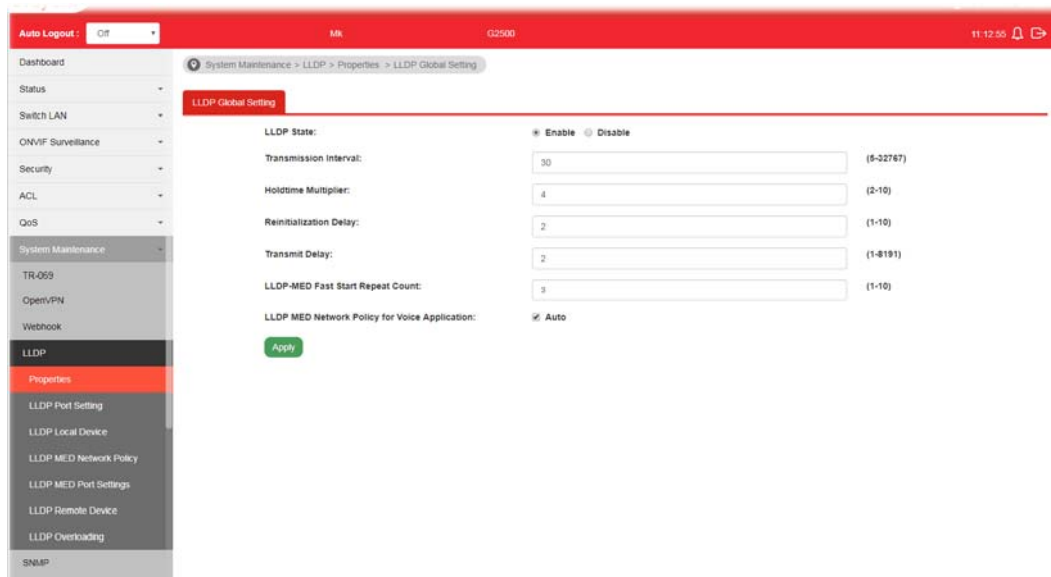 Auto Logout : Off Mk G2500 11:12:55
Dashboard
System Maintenance > LLDP > Properties > LLDP Global Setting
Status
LLDP Global Setting
Switch LAN
ONVIF Surveillance
Security
ACL
QoS
System Maintenance
TR-069
OpenVPN
Webhook
LLDP
Properties
LLDP Port Setting
LLDP Local Device
LLDP MED Network Policy
LLDP MED Port Settings
LLDP Remote Device
LLDP Overloading
SNMP
LLDP State: Enable Disable
Transmission Interval: 30 (5-32767)
Holdtime Multiplier: 4 (2-10)
Reinitialization Delay: 2 (1-10)
Transmit Delay: 2 (1-8191)
LLDP-MED Fast Start Repeat Count: 3 (1-10)
LLDP MED Network Policy for Voice Application: Auto
Apply